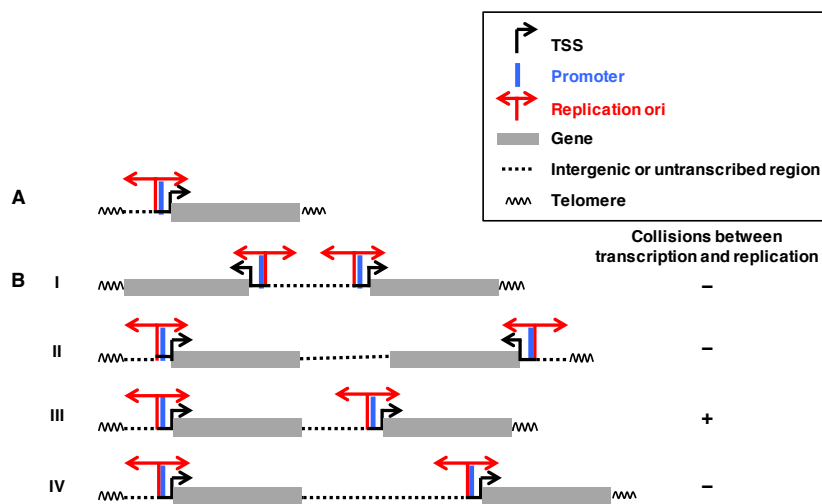 TSS
Promoter
Replication ori
Gene
Intergenic or untranscribed region
Telomere
A
Collisions between
transcription and replication
B I –
II –
III +
IV –